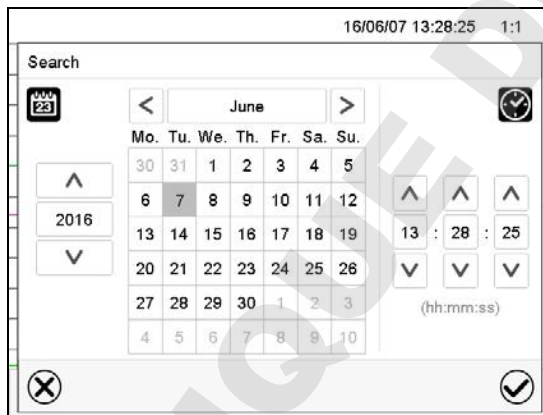 16/06/07 13:28:25 1:1
Search
23
< June >
Mo. Tu. We. Th. Fr. Sa. Su.
30 31 1 2 3 4 5
6 7 8 9 10 11 12
2016
13 14 15 16 17 18 19
13 : 28 : 25
20 21 22 23 24 25 26
27 28 29 30 1 2 3
(hh:mm:ss)
4 5 6 7 8 9 10